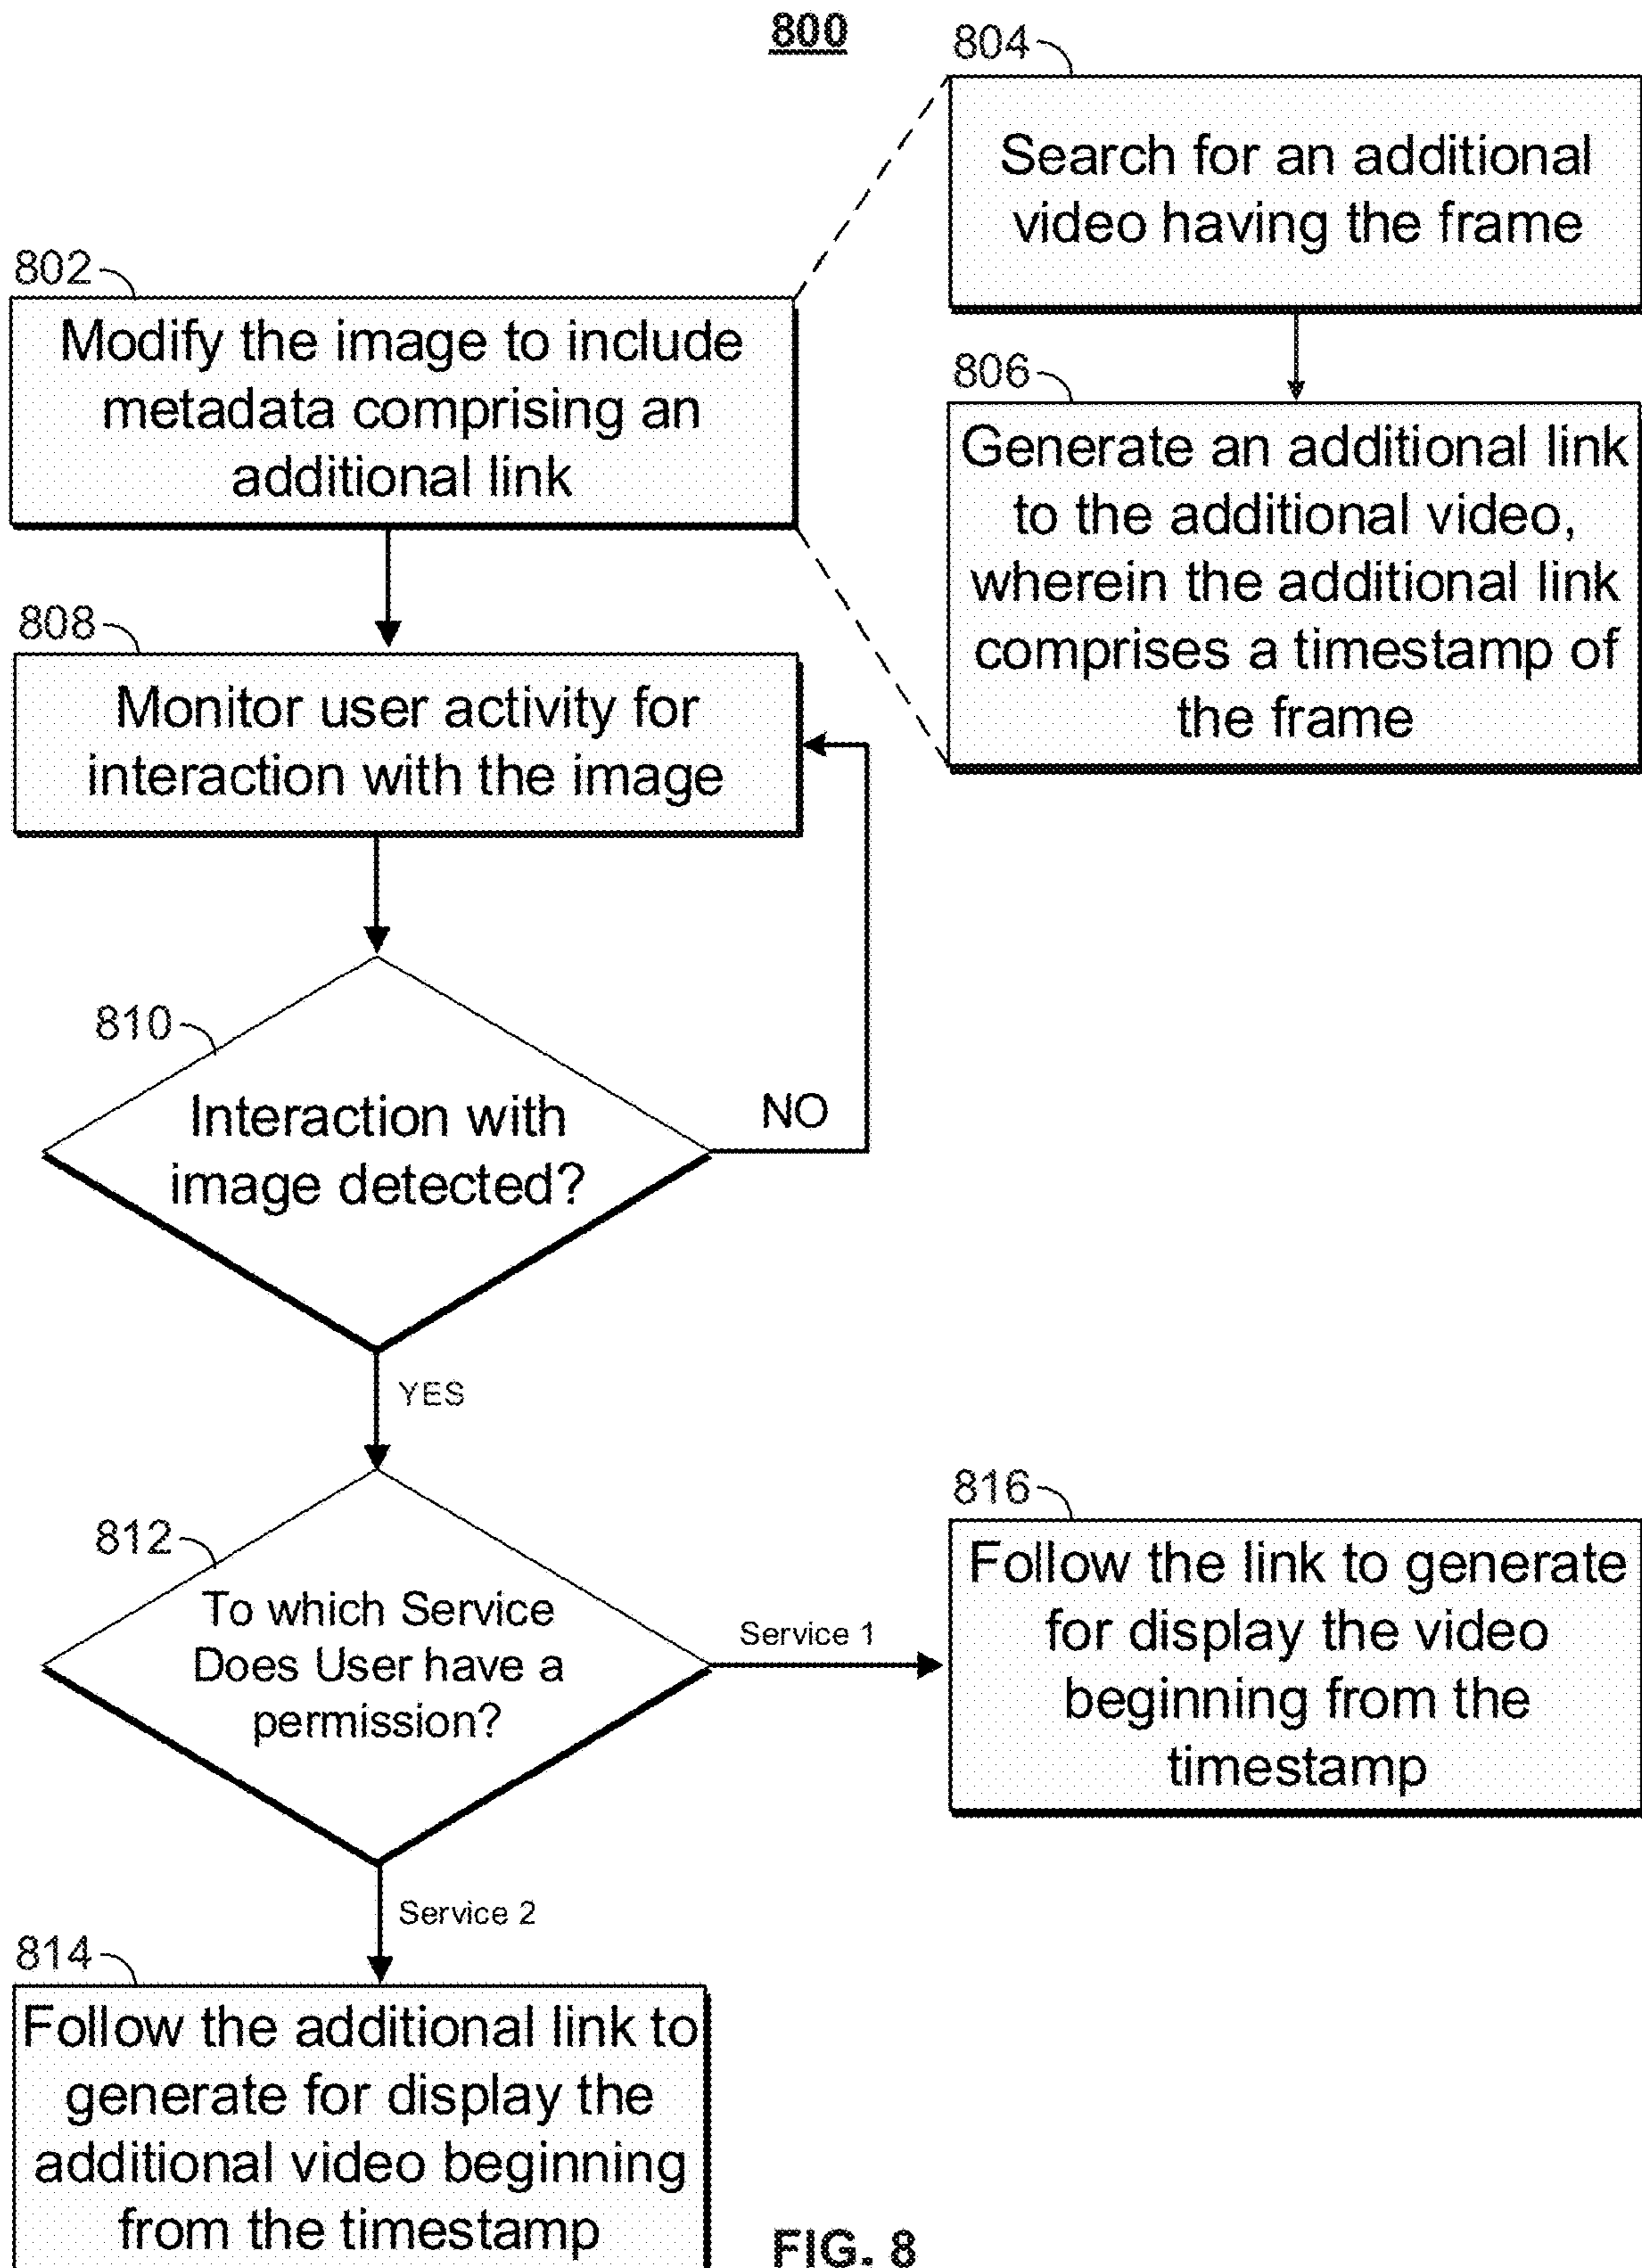 800
804
Search for an additional
video having the frame
802
Modify the image to include
metadata comprising an
additional link
806
Generate an additional link
to the additional video,
wherein the additional link
comprises a timestamp of
the frame
808
Monitor user activity for
interaction with the image
810
Interaction with
image detected?
NO
YES
812
To which Service
Does User have a
permission?
Service 1
816
Follow the link to generate
for display the video
beginning from the
timestamp
Service 2
814
Follow the additional link to
generate for display the
additional video beginning
from the timestamp
FIG. 8